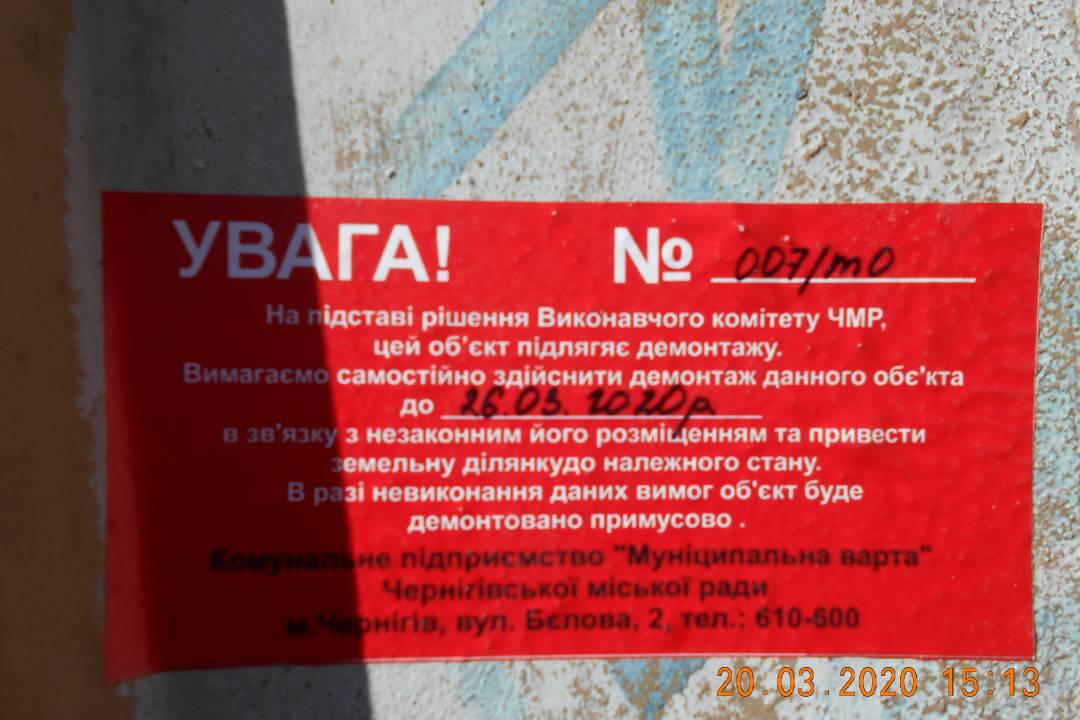 УВАГА! № 007/то
На підставі рішення Виконавчого комітету ЧМР,
цей об'єкт підлягяє демонтажу.
Вимагаємо самостійно здійснити демонтаж данного обє'кта
до 26.03.2020р.
в зв'язку з незаконним його розміщенням та привести
земельну ділянкудо належного стану.
В разі невиконання даних вимог об'єкт буде
демонтовано примусово .
Комунальне підприємство "Муніципальна варта"
Чернігівської міської ради
м.Чернігів, вул. Бєлова, 2, тел.: 610-600
20.03.2020 15:13